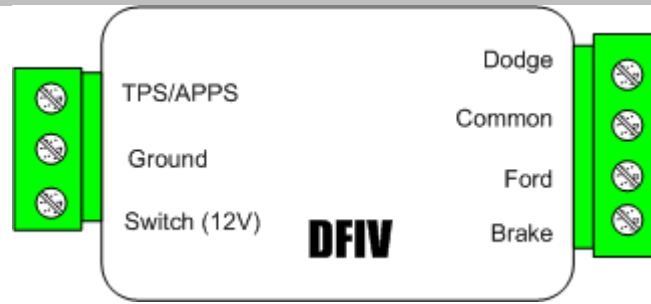 TPS/APPS
Ground
Switch (12V)
DFIV
Dodge
Common
Ford
Brake